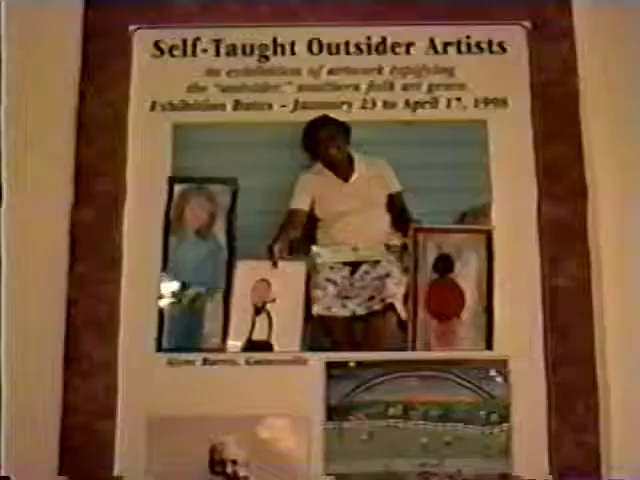 Self-Taught Outsider Artists
An exhibition of artwork typifying
the "outsider," southern folk art genre.
Exhibition Dates - January 23 to April 17, 1998